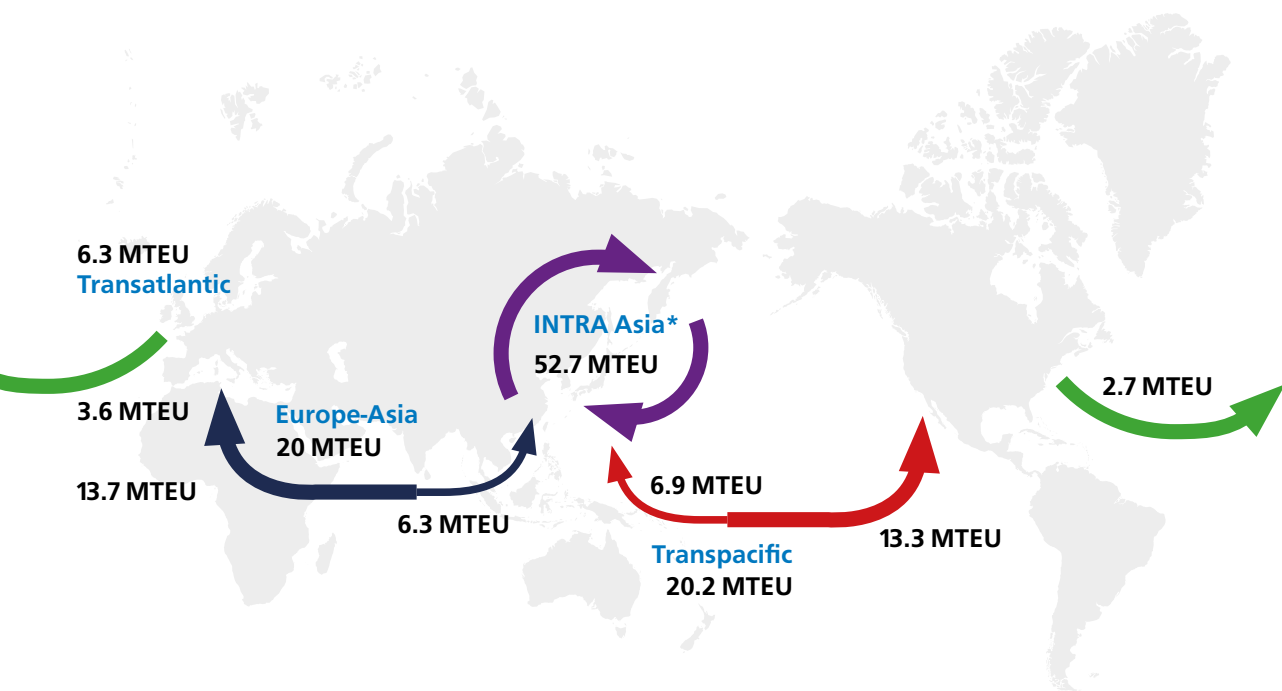 6.3 MTEU
Transatlantic
3.6 MTEU
13.7 MTEU
Europe-Asia
20 MTEU
6.3 MTEU
INTRA Asia*
52.7 MTEU
6.9 MTEU
Transpacific
20.2 MTEU
13.3 MTEU
2.7 MTEU